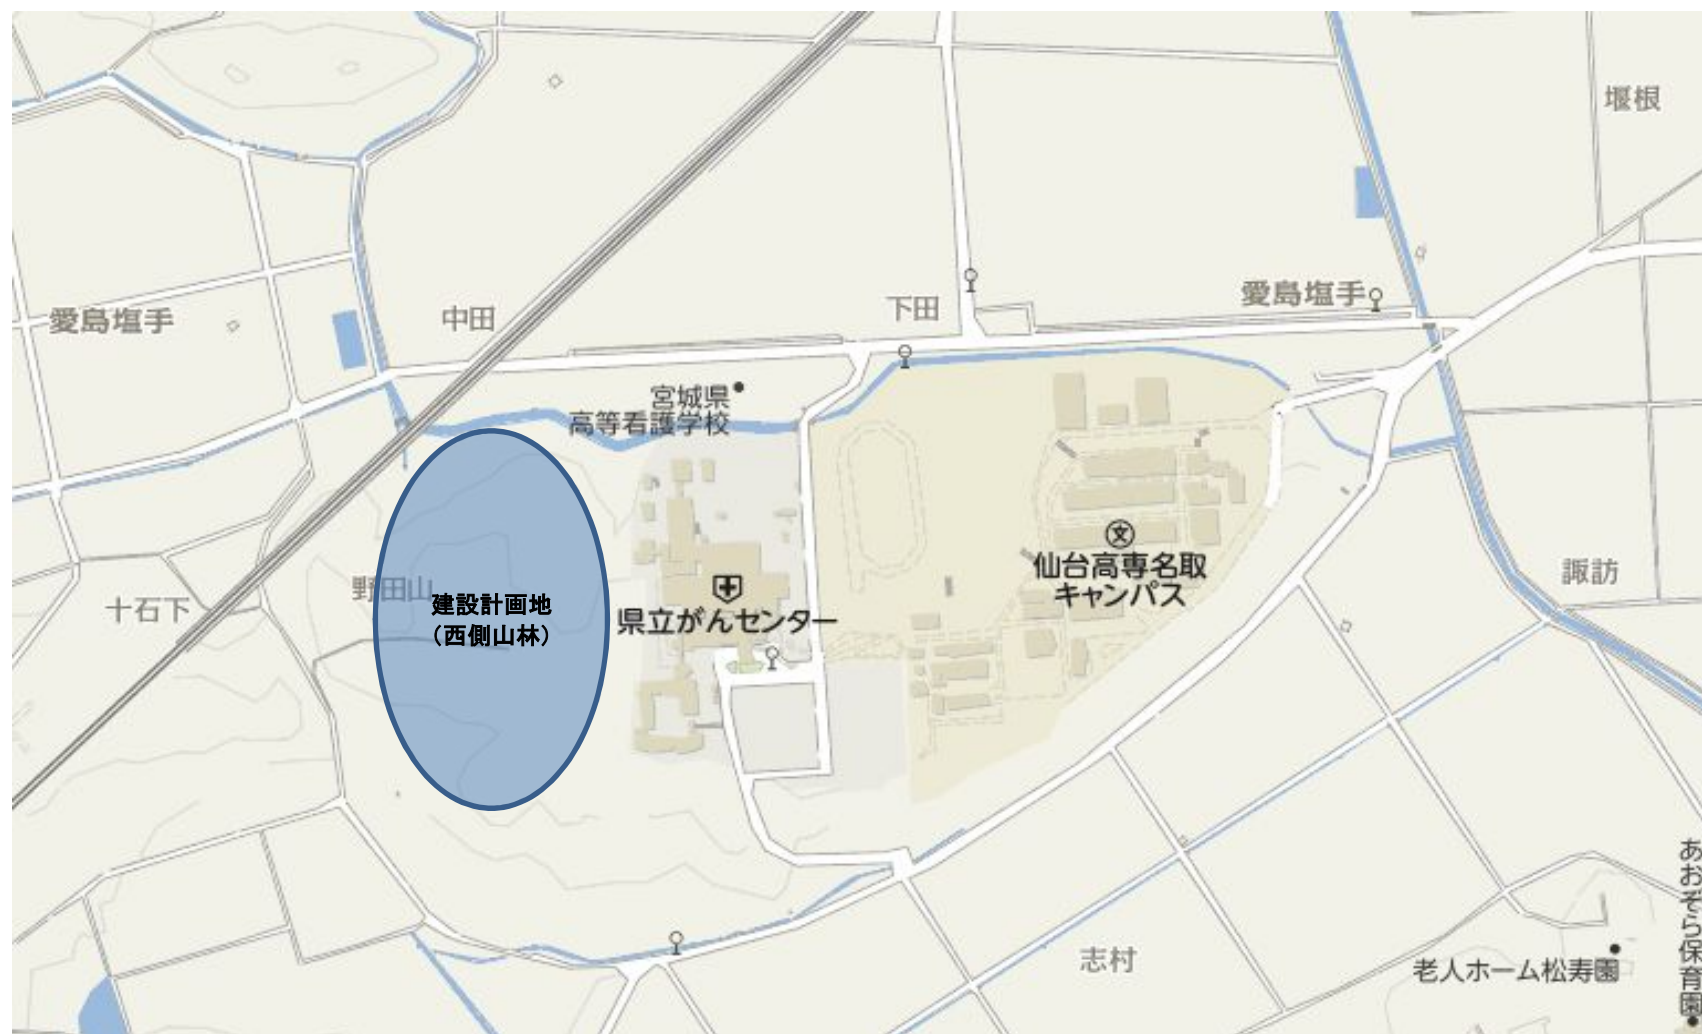 堰根
愛島塩手
愛島塩手
中田
下田
宮城県
高等看護学校
野田山
建設計画地
（西側山林）
十石下
県立がんセンター
仙台高専名取
キャンパス
諏訪
志村
老人ホーム松寿園
あおぞら保育園